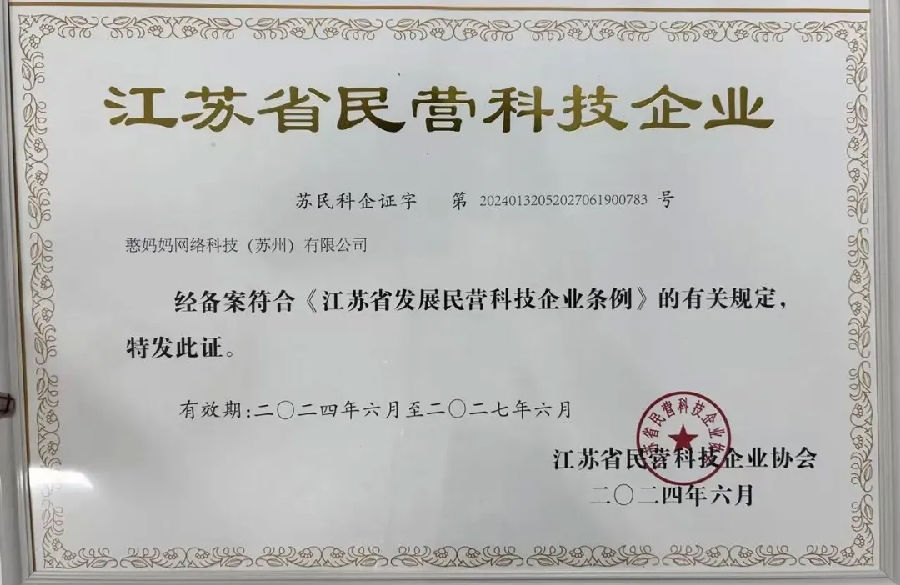 江苏省民营科技企业
苏民科企证字 第 20240132052027061900783 号
憨妈妈网络科技（苏州）有限公司
经备案符合《江苏省发展民营科技企业条例》的有关规定，
特发此证。
有效期:二〇二四年六月至二〇二七年六月
江苏省民营科技企业协会
二〇二四年六月